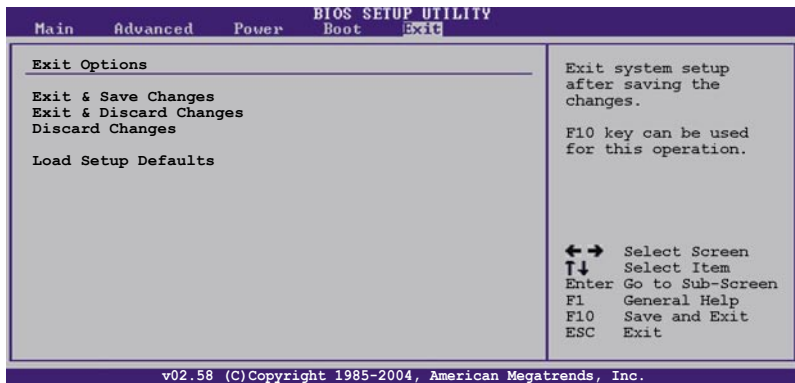 BIOS SETUP UTILITY
Main Advanced Power Boot Exit
Exit Options
Exit & Save Changes
Exit & Discard Changes
Discard Changes
Load Setup Defaults
Exit system setup
after saving the
changes.
F10 key can be used
for this operation.
←→ Select Screen
↑↓ Select Item
Enter Go to Sub-Screen
F1 General Help
F10 Save and Exit
ESC Exit
v02.58 (C)Copyright 1985-2004, American Megatrends, Inc.